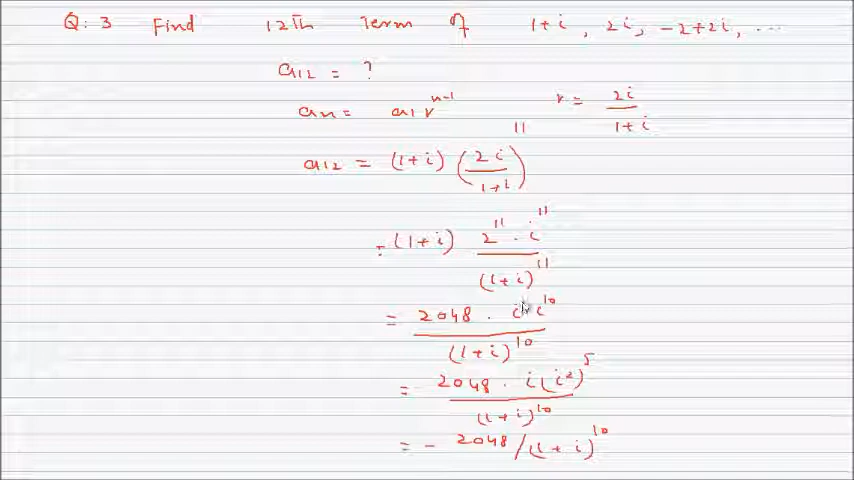 Q: 3 Find 12Th Term of 1+i, 2i, -2+2i, ...
a12 = ?
an = a1 r^n-1 r = 2i / 1+i
a12 = (1+i) (2i / 1+i)^11
= (1+i) 2^11 . i^11 / (1+i)^11
= 2048 . i . i^10 / (1+i)^10
= 2048 . i (i^2)^5 / (1+i)^10
= - 2048 / (1+i)^10